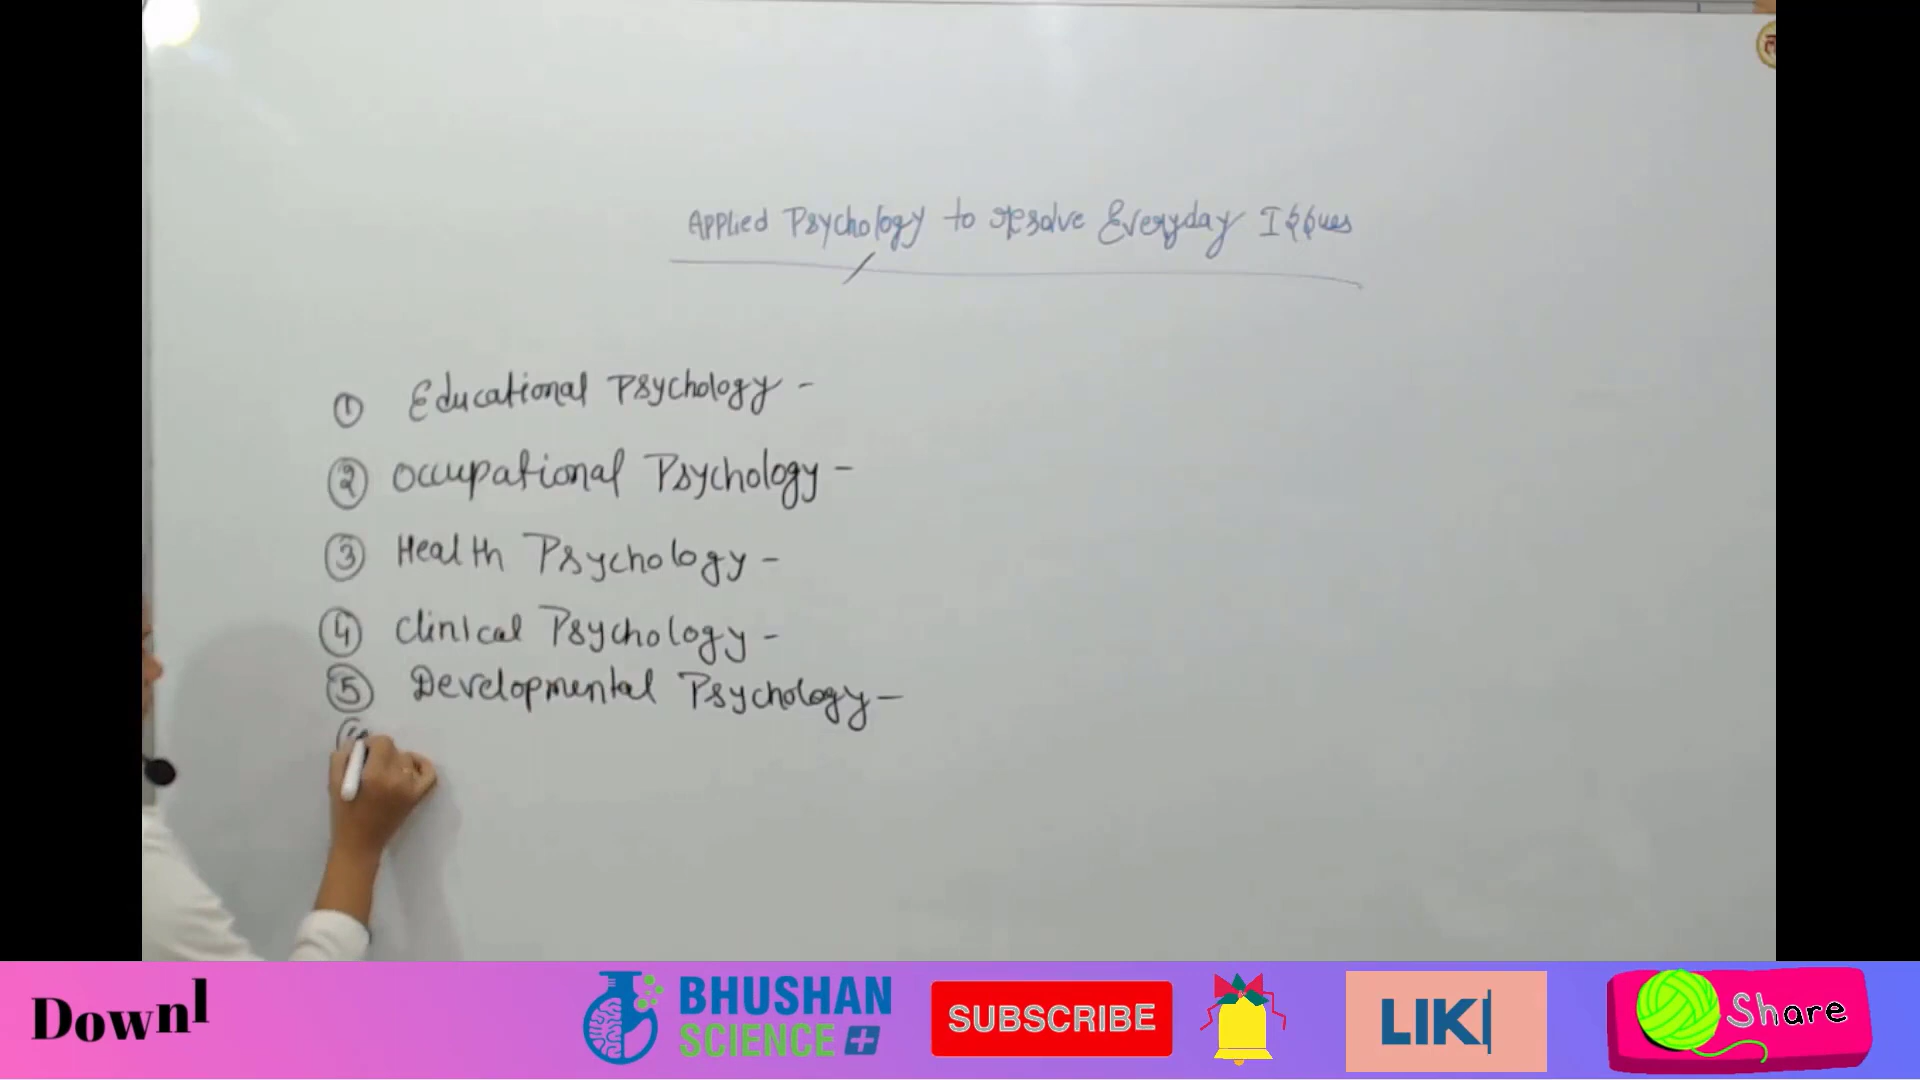 Applied Psychology to resolve Everyday Issues
① Educational Psychology -
② Occupational Psychology -
③ Health Psychology -
④ Clinical Psychology -
⑤ Developmental Psychology -
Downl
BHUSHAN
SCIENCE +
SUBSCRIBE
LIK
Share